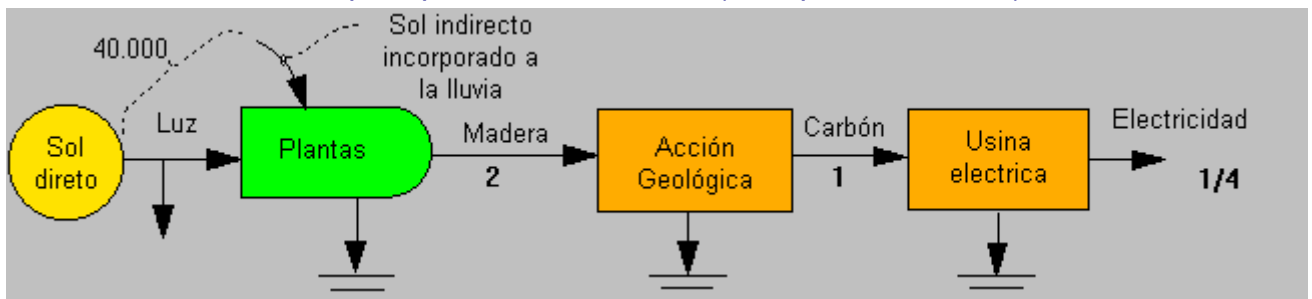 40.000
Sol indirecto
incorporado a
la lluvia
Sol
direto
Luz
Plantas
Madera
2
Acción
Geológica
Carbón
1
Usina
electrica
Electricidad
1/4